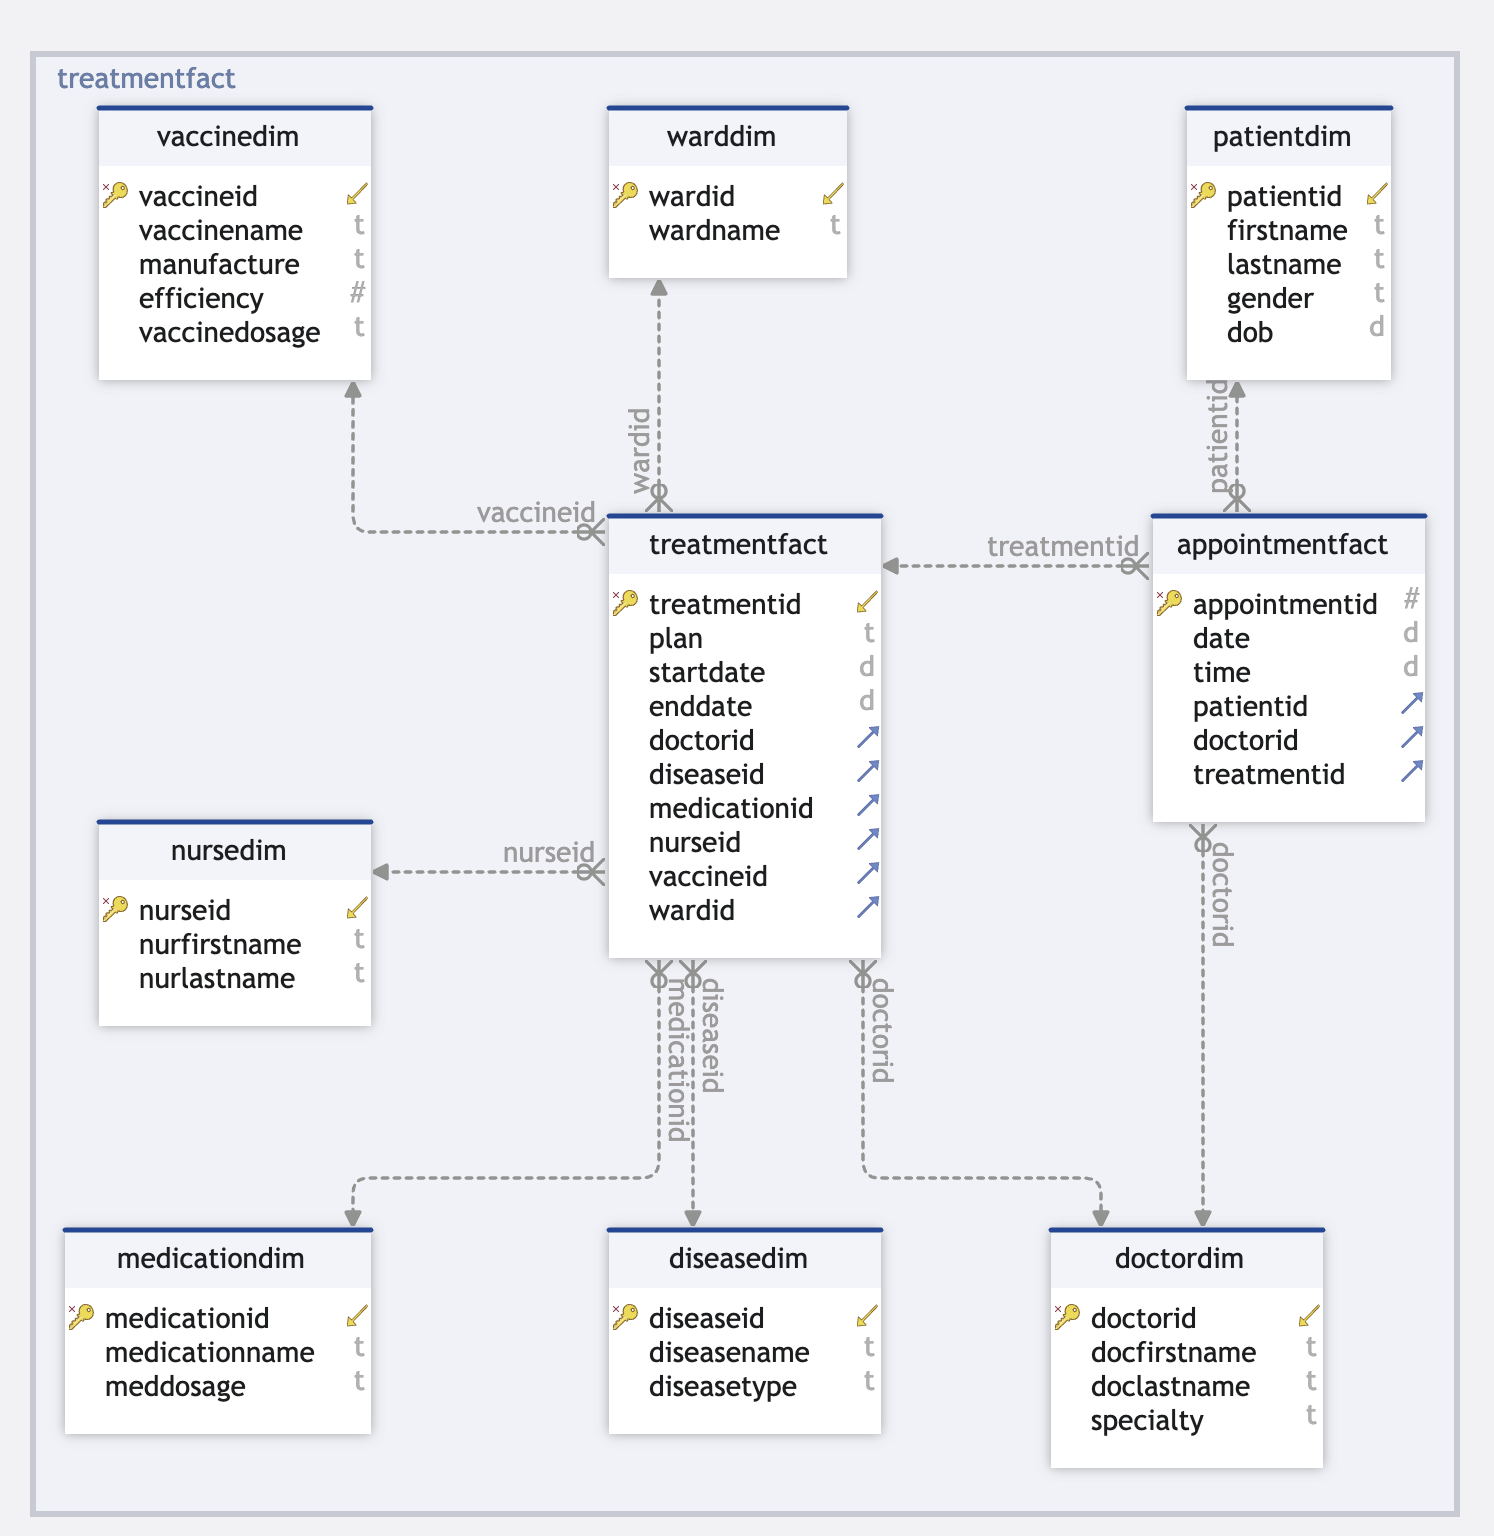 treatmentfact
vaccinedim
vaccineid
vaccinename t
manufacture t
efficiency #
vaccinedosage t
warddim
wardid
wardname t
patientdim
patientid
firstname t
lastname t
gender t
dob d
wardid
patientid
vaccineid
treatmentid
treatmentfact
treatmentid
plan t
startdate d
enddate d
doctorid
diseaseid
medicationid
nurseid
vaccineid
wardid
appointmentfact
appointmentid #
date d
time d
patientid
doctorid
treatmentid
nursedim
nurseid
nurfirstname t
nurlastname t
nurseid
medicationid
diseaseid
doctorid
doctorid
medicationdim
medicationid
medicationname t
meddosage t
diseasedim
diseaseid
diseasename t
diseasetype t
doctordim
doctorid
docfirstname t
doclastname t
specialty t